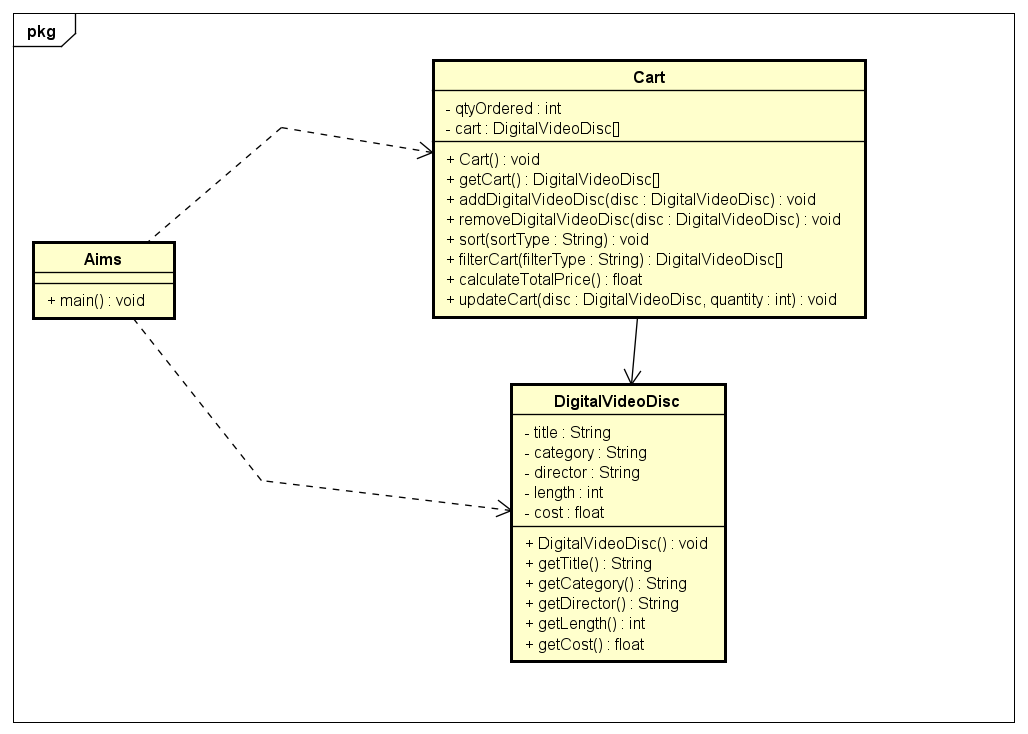 pkg
Cart
- qtyOrdered : int
- cart : DigitalVideoDisc[]
+ Cart() : void
+ getCart() : DigitalVideoDisc[]
+ addDigitalVideoDisc(disc : DigitalVideoDisc) : void
+ removeDigitalVideoDisc(disc : DigitalVideoDisc) : void
+ sort(sortType : String) : void
+ filterCart(filterType : String) : DigitalVideoDisc[]
+ calculateTotalPrice() : float
+ updateCart(disc : DigitalVideoDisc, quantity : int) : void
Aims
+ main() : void
DigitalVideoDisc
- title : String
- category : String
- director : String
- length : int
- cost : float
+ DigitalVideoDisc() : void
+ getTitle() : String
+ getCategory() : String
+ getDirector() : String
+ getLength() : int
+ getCost() : float